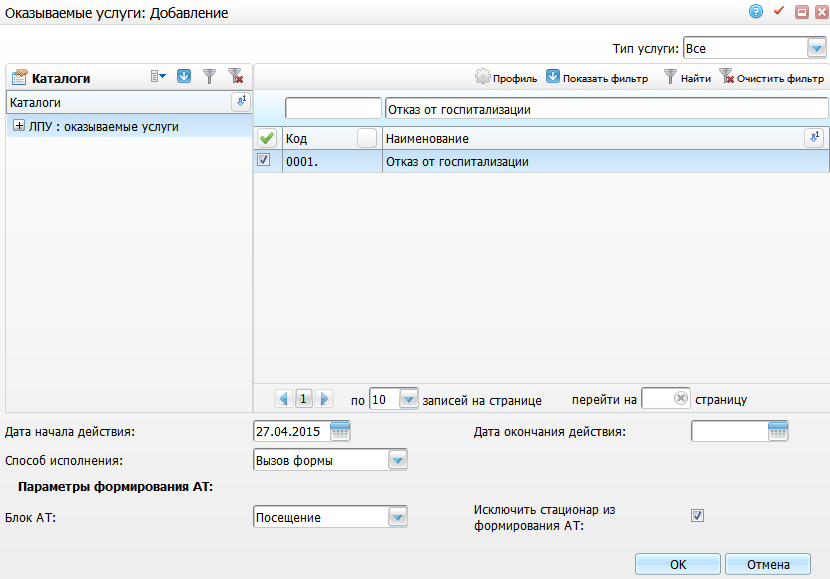 Оказываемые услуги: Добавление
Тип услуги: Все
Каталоги
Профиль Показать фильтр Найти Очистить фильтр
Каталоги
Отказ от госпитализации
ЛПУ : оказываемые услуги
Код Наименование
0001. Отказ от госпитализации
1 по 10 записей на странице перейти на страницу
Дата начала действия: 27.04.2015 Дата окончания действия:
Способ исполнения: Вызов формы
Параметры формирования АТ:
Блок АТ: Посещение Исключить стационар из
формирования АТ:
ОК Отмена